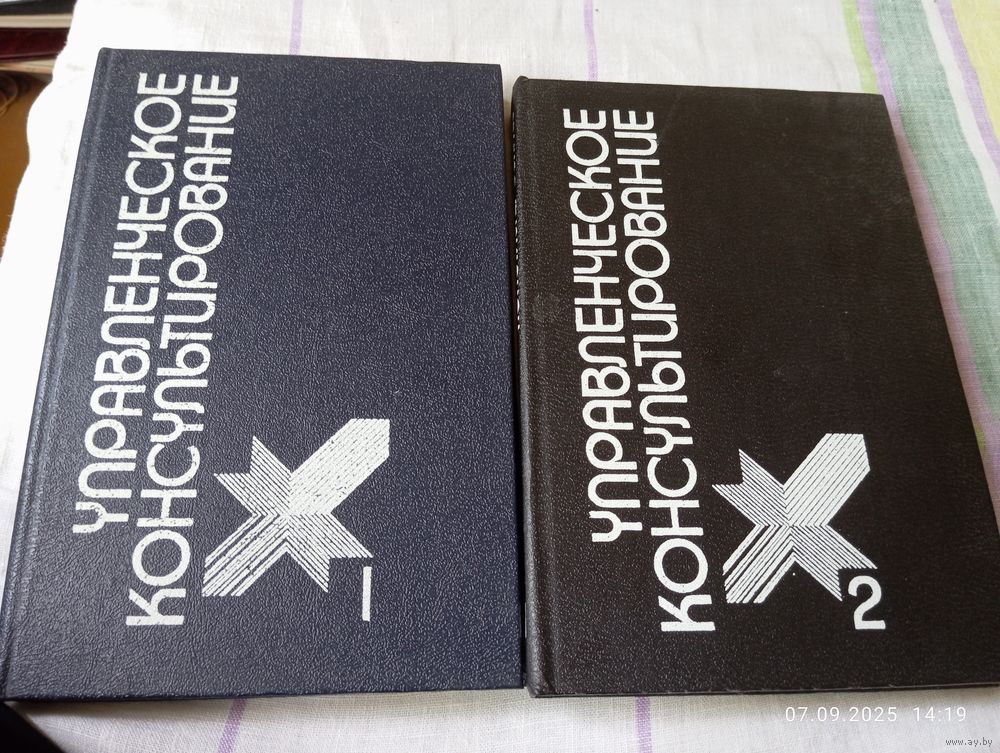 УПРАВЛЕНЧЕСКОЕ
КОНСУЛЬТИРОВАНИЕ
1
УПРАВЛЕНЧЕСКОЕ
КОНСУЛЬТИРОВАНИЕ
2
07.09.2025 14:19
www.ay.by